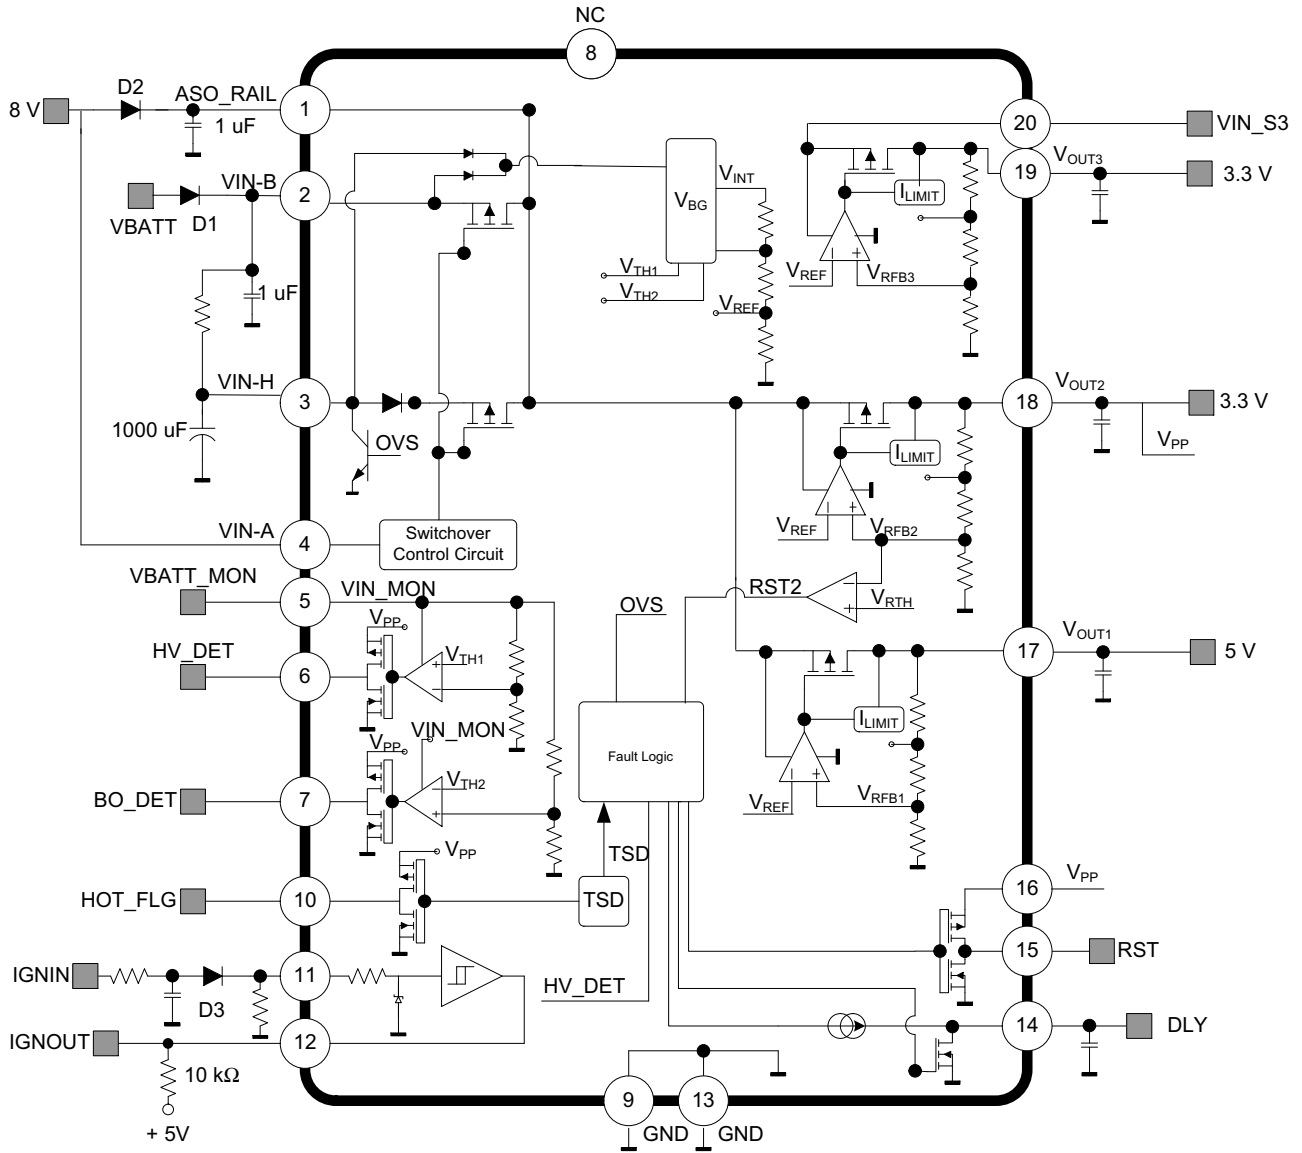 NC
8
8 V
D2
ASO_RAIL
1
1 uF
20
VIN_S3
VOUT3
19
3.3 V
VBATT
D1
VIN-B
2
1 uF
VBG
VINT
VTH1
VTH2
VREF
ILIMIT
VREF
VRFB3
VIN-H
3
1000 uF
OVS
VOUT2
18
3.3 V
VPP
ILIMIT
VREF
VRFB2
VIN-A
4
Switchover
Control Circuit
RST2
VRTH
VBATT_MON
5
VIN_MON
OVS
VPP
VTH1
HV_DET
6
VOUT1
17
5 V
ILIMIT
VREF
VRFB1
VIN_MON
VPP
VTH2
BO_DET
7
Fault Logic
TSD
VPP
HOT_FLG
10
TSD
16
VPP
15
RST
IGNIN
D3
11
HV_DET
14
DLY
IGNOUT
12
10 kΩ
+ 5V
9
13
GND
GND